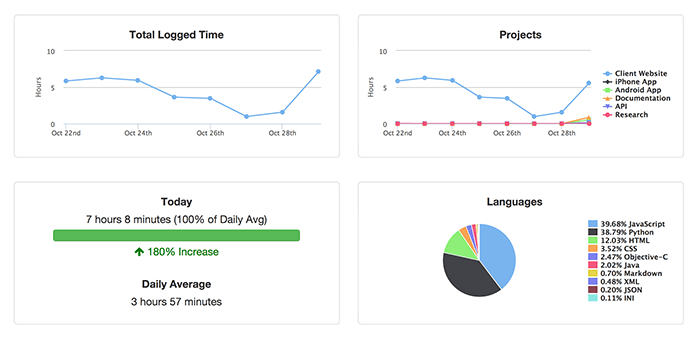 Total Logged Time
10
5
0
Hours
Oct 22nd
Oct 24th
Oct 26th
Oct 28th
Projects
10
5
0
Hours
Oct 22nd
Oct 24th
Oct 26th
Oct 28th
Client Website
iPhone App
Android App
Documentation
API
Research
Today
7 hours 8 minutes (100% of Daily Avg)
180% Increase
Daily Average
3 hours 57 minutes
Languages
39.68% JavaScript
38.79% Python
12.03% HTML
3.52% CSS
2.47% Objective-C
2.02% Java
0.70% Markdown
0.48% XML
0.20% JSON
0.11% INI